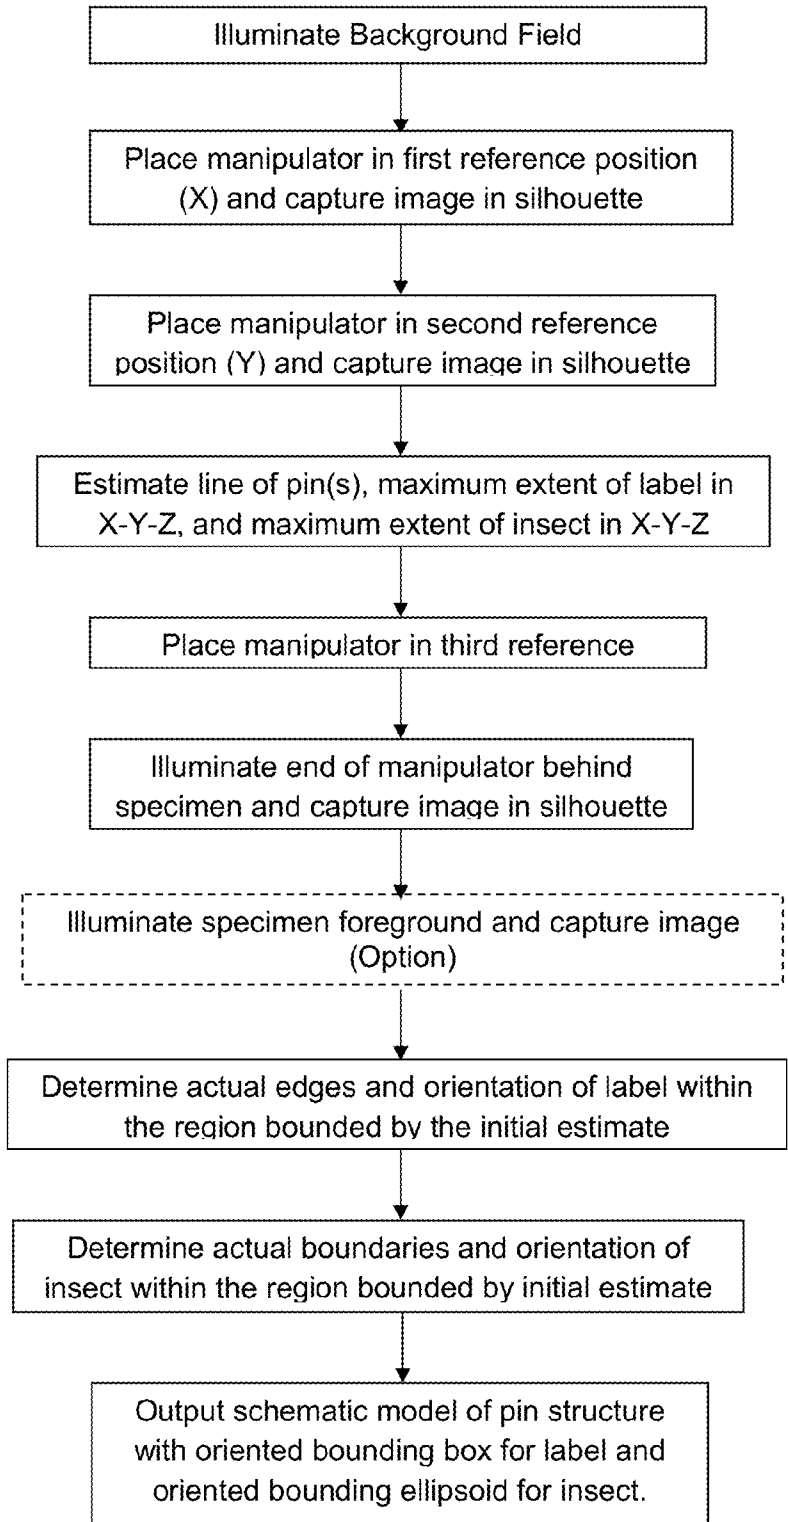 Illuminate Background Field
Place manipulator in first reference position
(X) and capture image in silhouette
Place manipulator in second reference
position (Y) and capture image in silhouette
Estimate line of pin(s), maximum extent of label in
X-Y-Z, and maximum extent of insect in X-Y-Z
Place manipulator in third reference
Illuminate end of manipulator behind
specimen and capture image in silhouette
Illuminate specimen foreground and capture image
(Option)
Determine actual edges and orientation of label within
the region bounded by the initial estimate
Determine actual boundaries and orientation of
insect within the region bounded by initial estimate
Output schematic model of pin structure
with oriented bounding box for label and
oriented bounding ellipsoid for insect.